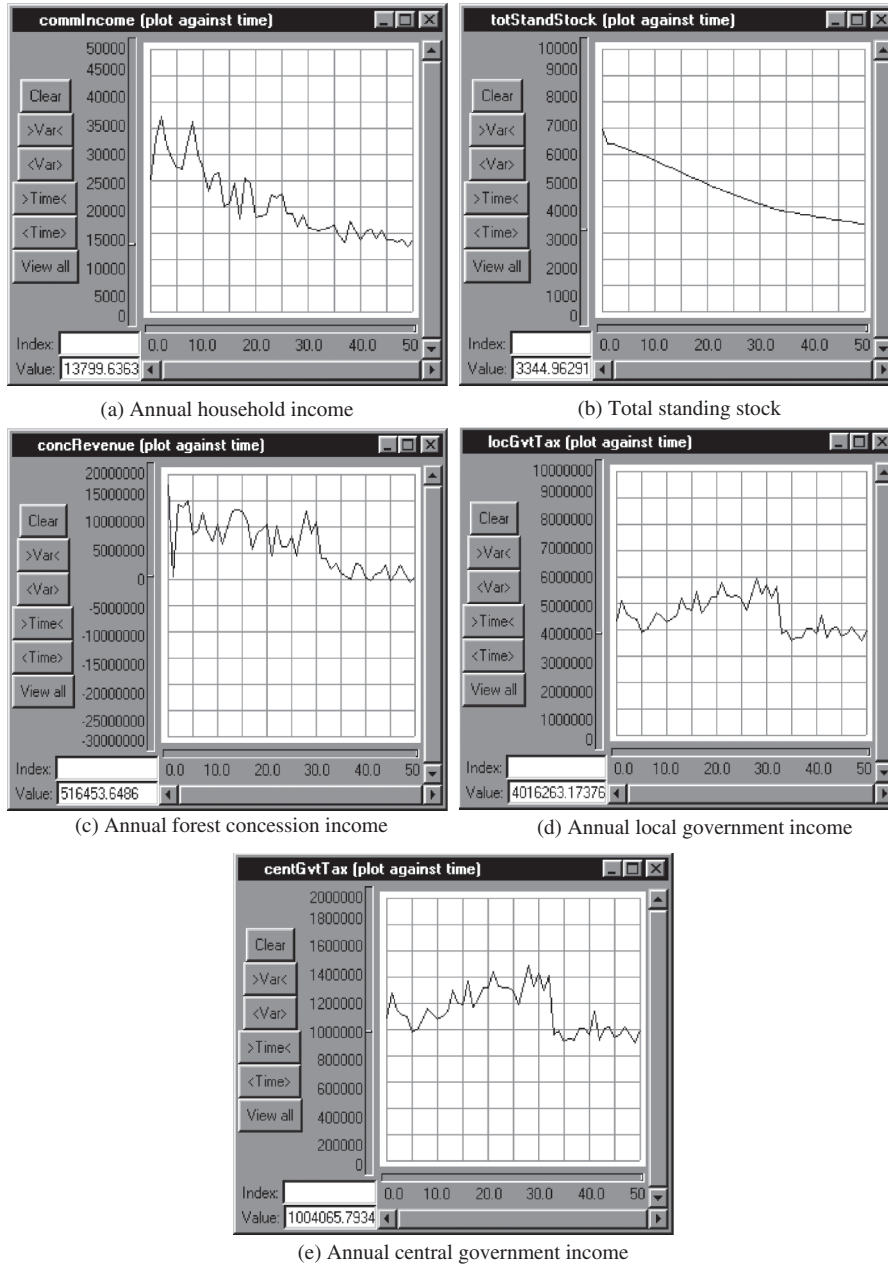 commIncome (plot against time)
50000
45000
40000
35000
30000
25000
20000
15000
10000
5000
0
Clear
>Var<
<Var>
>Time<
<Time>
View all
Index:
0.0 10.0 20.0 30.0 40.0 50
Value: 13799.6363
(a) Annual household income
totStandStock (plot against time)
10000
9000
8000
7000
6000
5000
4000
3000
2000
1000
0
Clear
>Var<
<Var>
>Time<
<Time>
View all
Index:
0.0 10.0 20.0 30.0 40.0 50
Value: 3344.96291
(b) Total standing stock
concRevenue (plot against time)
20000000
15000000
10000000
5000000
0
-5000000
-10000000
-15000000
-20000000
-25000000
-30000000
Clear
>Var<
<Var>
>Time<
<Time>
View all
Index:
0.0 10.0 20.0 30.0 40.0 50
Value: 516453.6486
(c) Annual forest concession income
locGvtTax (plot against time)
10000000
9000000
8000000
7000000
6000000
5000000
4000000
3000000
2000000
1000000
0
Clear
>Var<
<Var>
>Time<
<Time>
View all
Index:
0.0 10.0 20.0 30.0 40.0 50
Value: 4016263.17376
(d) Annual local government income
centGvtTax (plot against time)
2000000
1800000
1600000
1400000
1200000
1000000
800000
600000
400000
200000
0
Clear
>Var<
<Var>
>Time<
<Time>
View all
Index:
0.0 10.0 20.0 30.0 40.0 50
Value: 1004065.7934
(e) Annual central government income